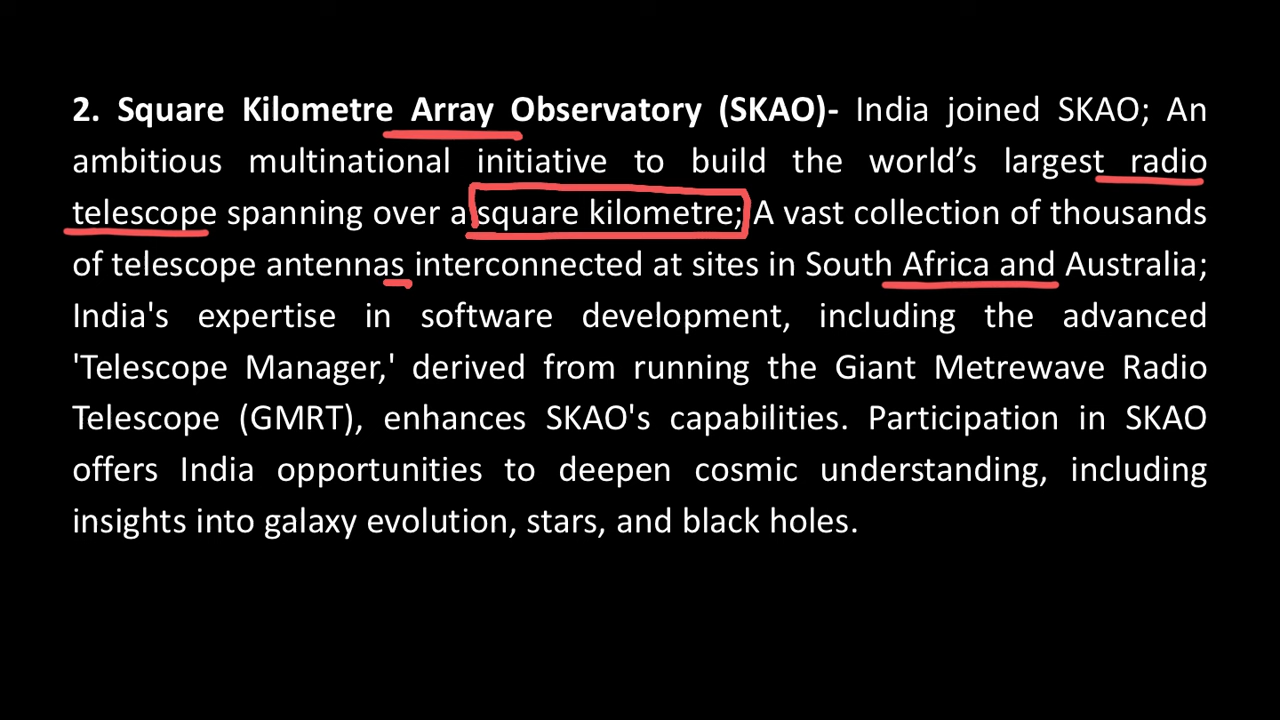 2. Square Kilometre Array Observatory (SKAO)- India joined SKAO; An
ambitious multinational initiative to build the world’s largest radio
telescope spanning over a square kilometre; A vast collection of thousands
of telescope antennas interconnected at sites in South Africa and Australia;
India's expertise in software development, including the advanced
'Telescope Manager,' derived from running the Giant Metrewave Radio
Telescope (GMRT), enhances SKAO's capabilities. Participation in SKAO
offers India opportunities to deepen cosmic understanding, including
insights into galaxy evolution, stars, and black holes.